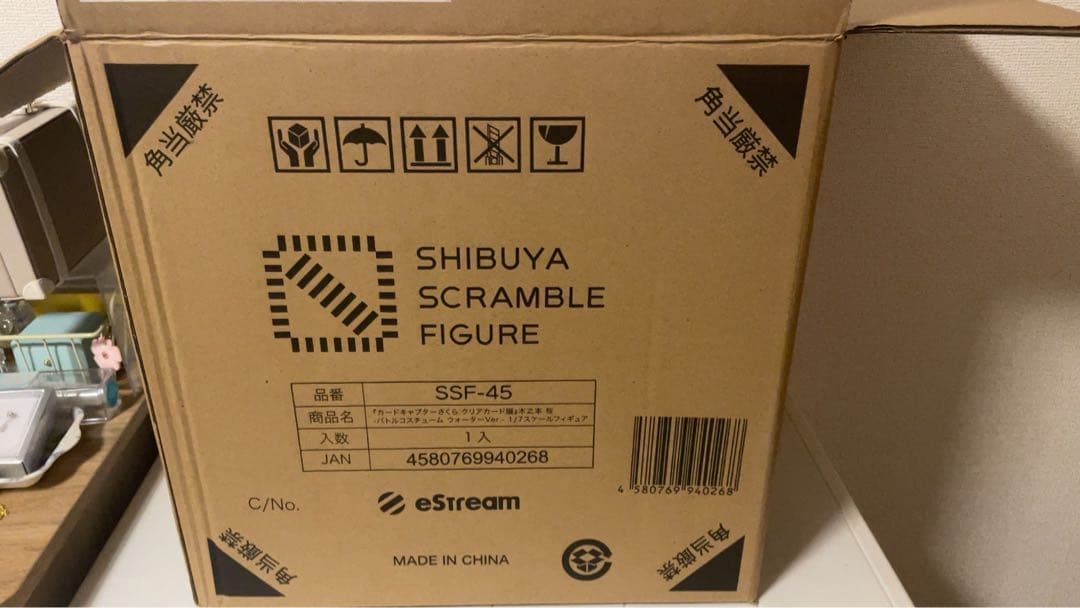 角当厳禁
角当厳禁
SHIBUYA
SCRAMBLE
FIGURE
品番 SSF-45
商品名 『カードキャプターさくら クリアカード編』木之本 桜
-バトルコスチューム ウォーターVer - 1/7スケールフィギュア
入数 1入
JAN 4580769940268
4 580769 940268
C/No. eStream
角当厳禁
MADE IN CHINA
角当厳禁